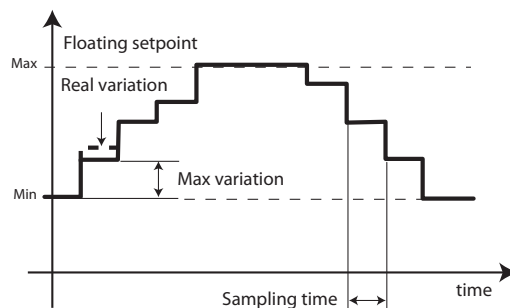 Floating setpoint
Max
Real variation
Max variation
Min
time
Sampling time